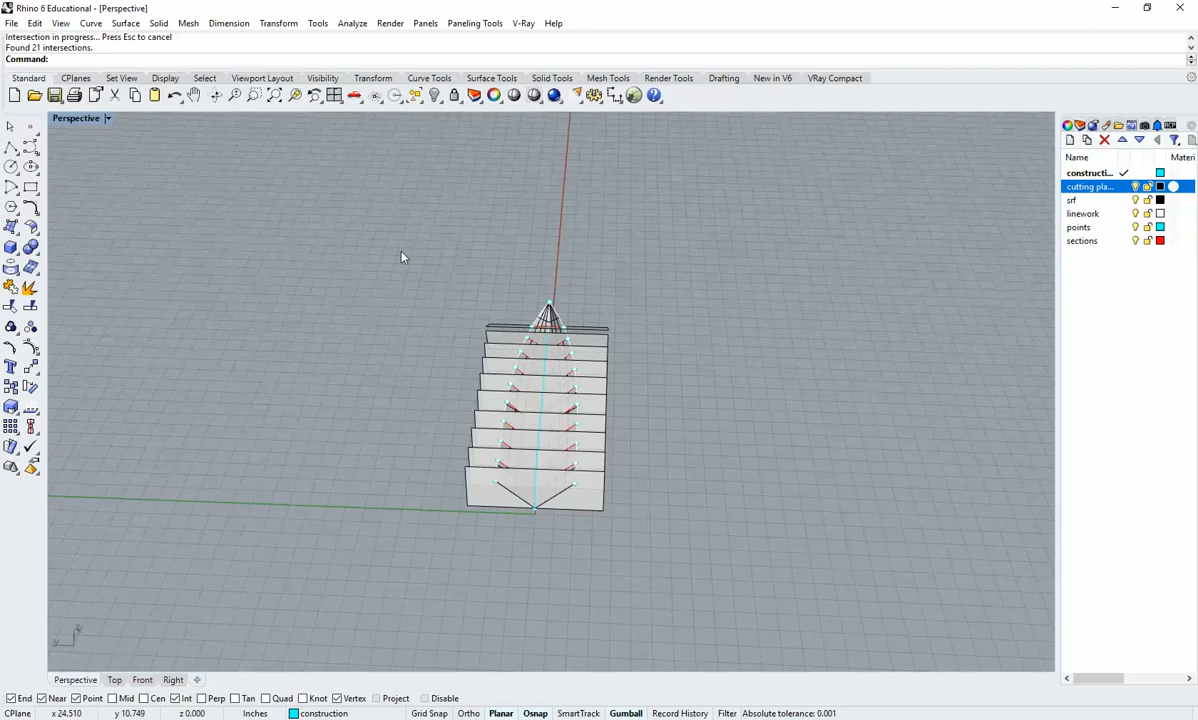 Rhino 6 Educational - [Perspective]
File Edit View Curve Surface Solid Mesh Dimension Transform Tools Analyze Render Panels Paneling Tools V-Ray Help
Intersection in progress... Press Esc to cancel
Found 21 intersections.
Command:
Standard CPlanes Set View Display Select Viewport Layout Visibility Transform Curve Tools Surface Tools Solid Tools Mesh Tools Render Tools Drafting New in V6 VRay Compact
Perspective
Name Materi
constructi...
cutting pla...
srf
linework
points
sections
Perspective Top Front Right
End Near Point Mid Cen Int Perp Tan Quad Knot Vertex Project Disable
CPlane x 24.510 y 10.749 z 0.000 Inches construction Grid Snap Ortho Planar Osnap SmartTrack Gumball Record History Filter Absolute tolerance: 0.001